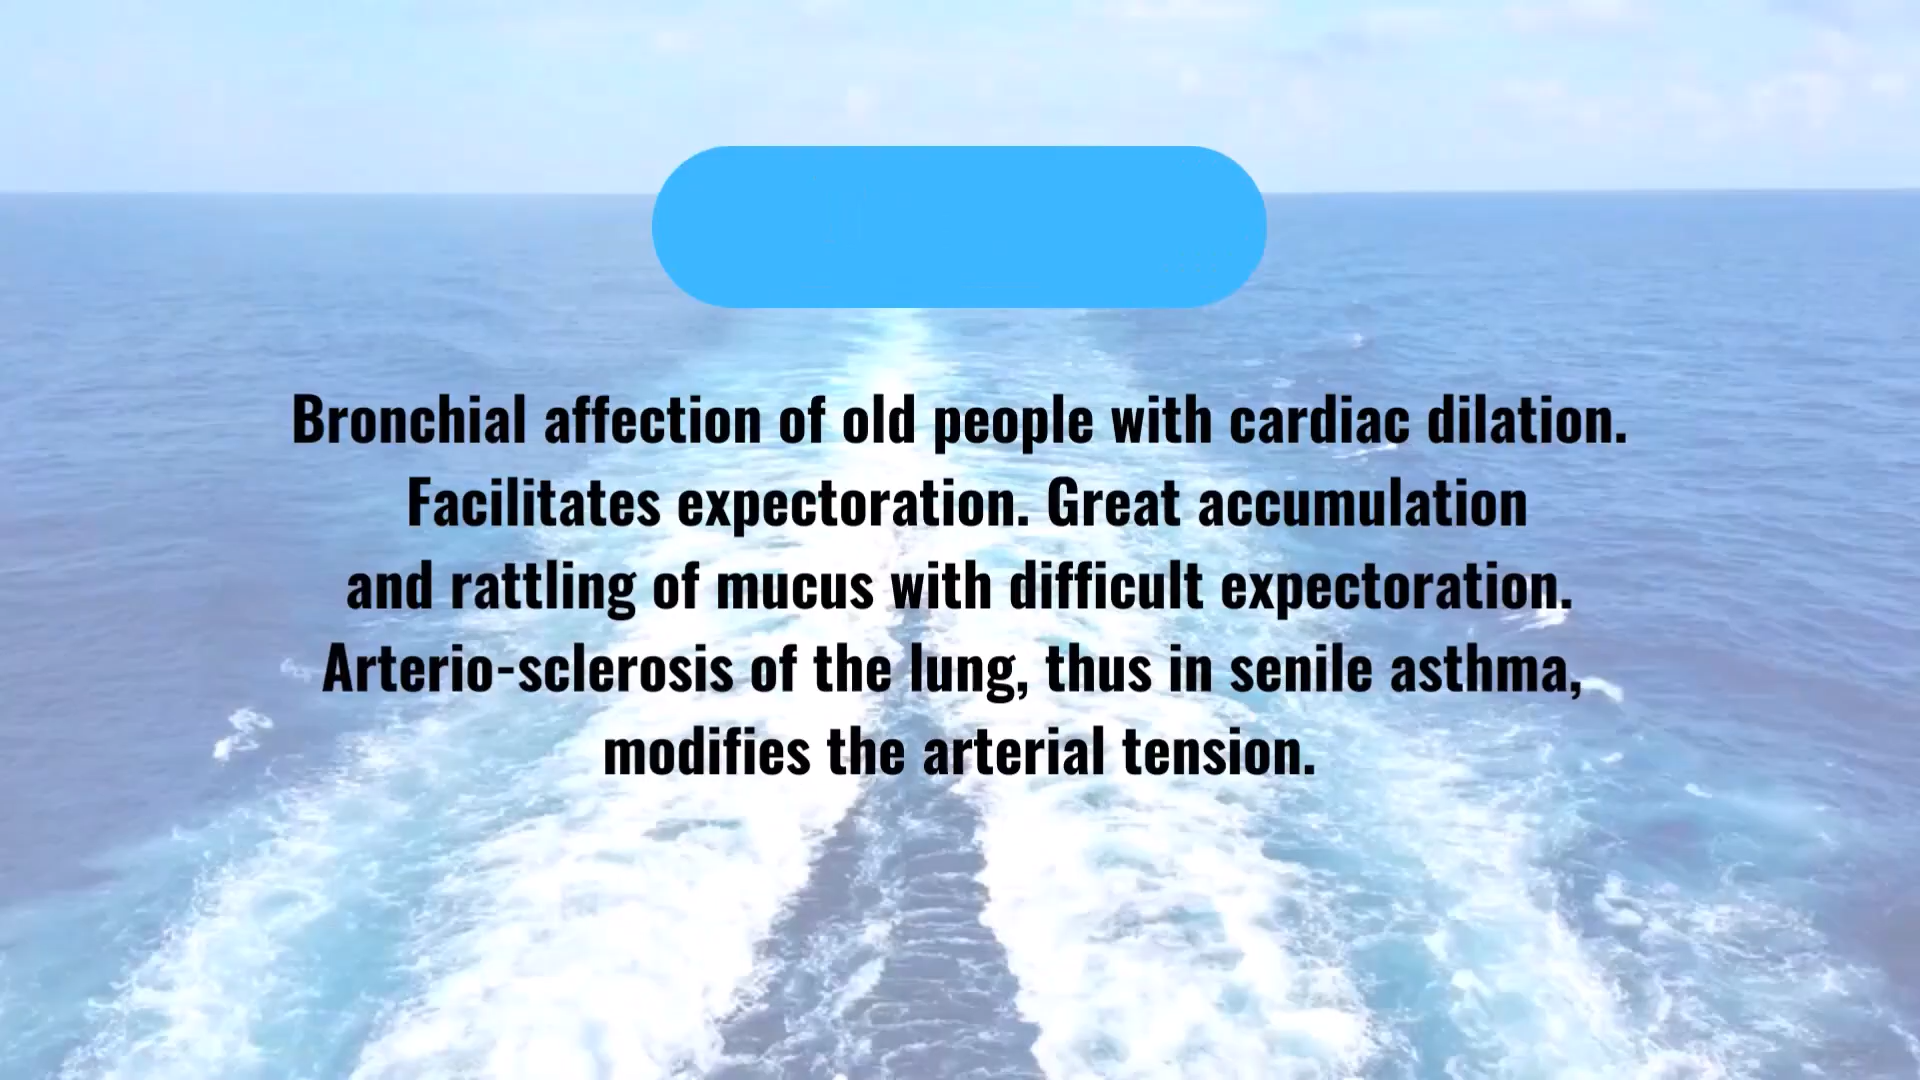 Bronchial affection of old people with cardiac dilation.
Facilitates expectoration. Great accumulation
and rattling of mucus with difficult expectoration.
Arterio-sclerosis of the lung, thus in senile asthma,
modifies the arterial tension.